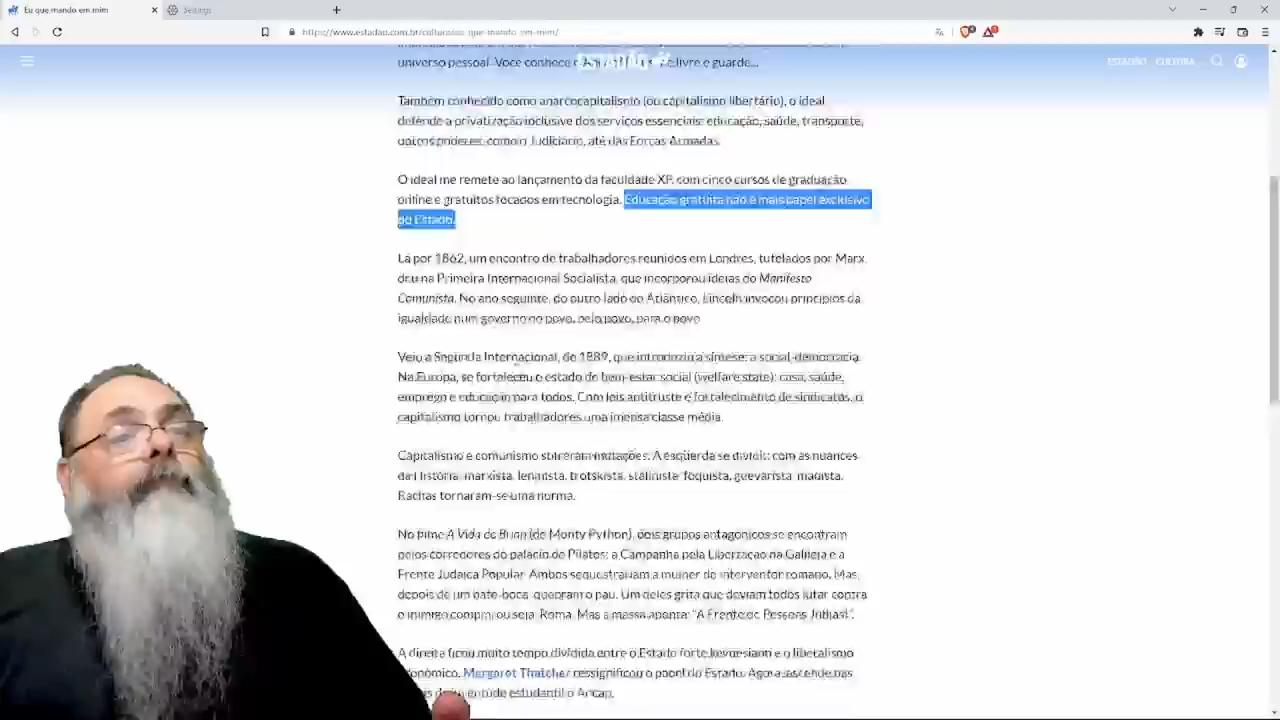 Eu que mando em mim
Settings
https://www.estadao.com.br/cultura/
ESTADÃO
ESTADÃO CULTURA
universo pessoal. Você conhece o livre e guarde...
Também conhecido como anarcocapitalismo (ou capitalismo libertário), o ideal
defende a privatização inclusive dos serviços essenciais: educação, saúde, transporte,
como o Judiciário, até das Forças Armadas.
O ideal me remete ao lançamento da faculdade XP, com cinco cursos de graduação
online e gratuitos focados em tecnologia. Educação gratuita não é mais papel exclusivo
do Estado.
Lá por 1862, um encontro de trabalhadores reunidos em Londres, tutelados por Marx,
deu na Primeira Internacional Socialista, que incorporou ideias do Manifesto
Comunista. No ano seguinte, do outro lado do Atlântico, Lincoln invocou princípios da
igualdade num governo no povo, pelo povo, para o povo
Veio a Segunda Internacional, de 1889, que introduziu a síntese: a social-democracia.
Na Europa, se fortaleceu o estado de bem-estar social (welfare state): casa, saúde,
emprego e educação para todos. Com leis antitruste e fortalecimento de sindicatos, o
capitalismo tornou trabalhadores uma imensa classe média.
Capitalismo e comunismo sofreram mutações. A esquerda se dividiu com as nuances
da História: marxista, leninista, trotskista, stalinista foquista, guevarista, maoista.
Rachas tornaram-se uma norma.
No filme A Vida de Brian (de Monty Python), dois grupos antagônicos se encontram
pelos corredores do palácio de Pilatos: a Campanha pela Libertação na Galileia e a
Frente Judaica Popular. Ambos sequestrariam a mulher do interventor romano. Mas,
depois de um bate-boca, quebram o pau. Um deles grita que deviam todos lutar contra
o inimigo comum, ou seja, Roma. Mas a massa aponta: "A Frente do Pessoas
A direita ficou muito tempo dividida entre o Estado forte keynesiano e o liberalismo
econômico. Margaret Thatcher ressignificou o papel do Estado. Agora ascende nas
estudantil o Ancap.